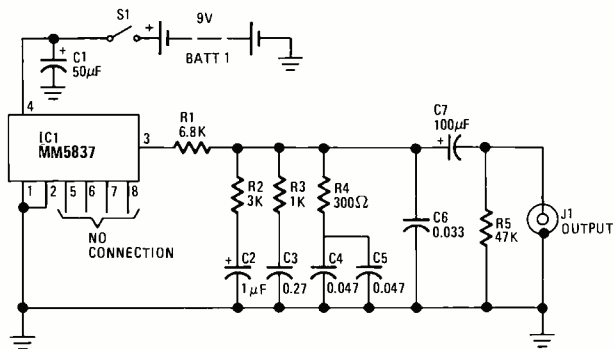 S1
9V
+
+
BATT 1
C1
50µF
4
IC1
MM5837
3
R1
6.8K
C7
100µF
+
1
2
5
6
7
8
NO
CONNECTION
R2
3K
R3
1K
R4
300Ω
C6
0.033
R5
47K
J1
OUTPUT
+
C2
1µF
C3
0.27
C4
0.047
C5
0.047